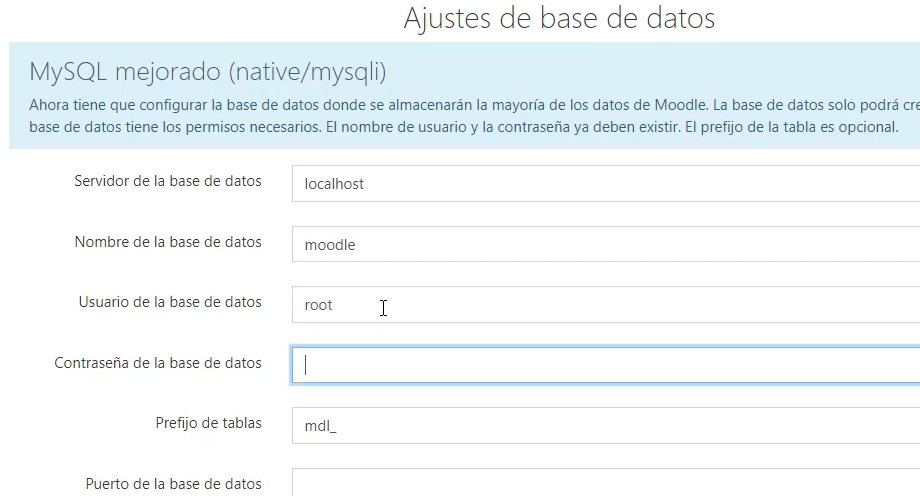 Ajustes de base de datos
MySQL mejorado (native/mysqli)
Ahora tiene que configurar la base de datos donde se almacenarán la mayoría de los datos de Moodle. La base de datos solo podrá
base de datos tiene los permisos necesarios. El nombre de usuario y la contraseña ya deben existir. El prefijo de la tabla es opcional.
Servidor de la base de datos
localhost
Nombre de la base de datos
moodle
Usuario de la base de datos
root
Contraseña de la base de datos
Prefijo de tablas
mdl_
Puerto de la base de datos